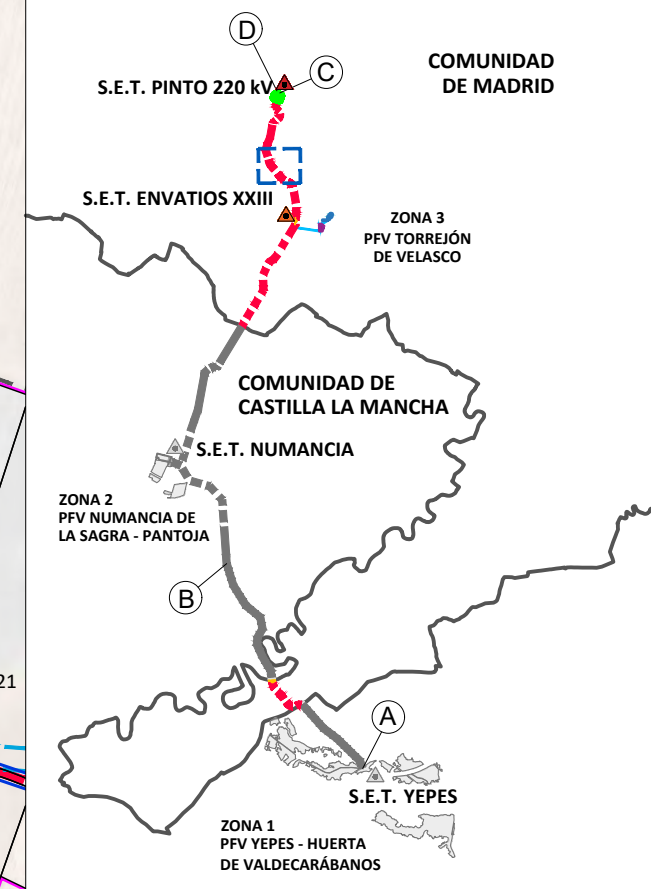 D
C
COMUNIDAD
DE MADRID
S.E.T. PINTO 220 kV
S.E.T. ENVATIOS XXIII
ZONA 3
PFV TORREJÓN
DE VELASCO
COMUNIDAD DE
CASTILLA LA MANCHA
S.E.T. NUMANCIA
ZONA 2
PFV NUMANCIA DE
LA SAGRA - PANTOJA
B
21
A
S.E.T. YEPES
ZONA 1
PFV YEPES - HUERTA
DE VALDECARÁBANOS